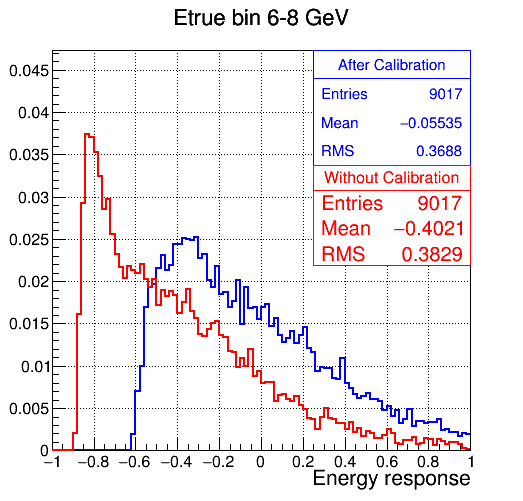 Etrue bin 6-8 GeV
After Calibration
Entries 9017
Mean −0.05535
RMS 0.3688
Without Calibration
Entries 9017
Mean −0.4021
RMS 0.3829
0.045
0.04
0.035
0.03
0.025
0.02
0.015
0.01
0.005
0
−1 −0.8 −0.6 −0.4 −0.2 0 0.2 0.4 0.6 0.8 1
Energy response